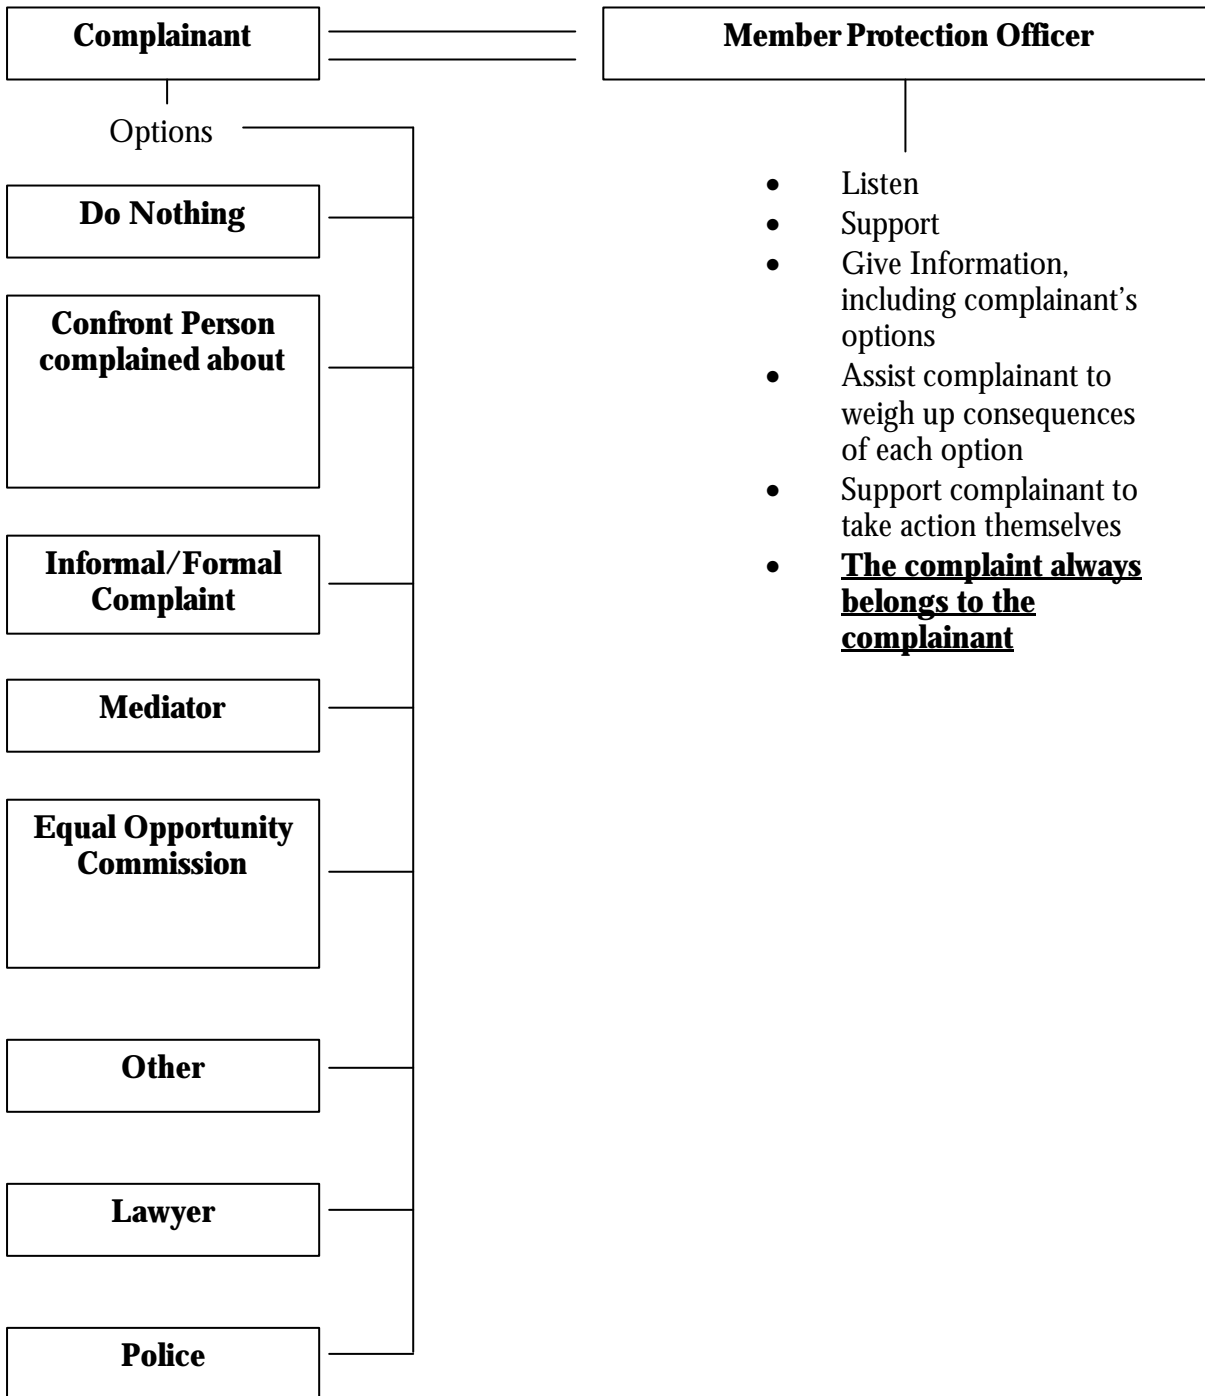 Complainant
Member Protection Officer
Options
Do Nothing
Confront Person
complained about
Informal/Formal
Complaint
Mediator
Equal Opportunity
Commission
Other
Lawyer
Police
• Listen
• Support
• Give Information,
including complainant’s
options
• Assist complainant to
weigh up consequences
of each option
• Support complainant to
take action themselves
• The complaint always
belongs to the
complainant